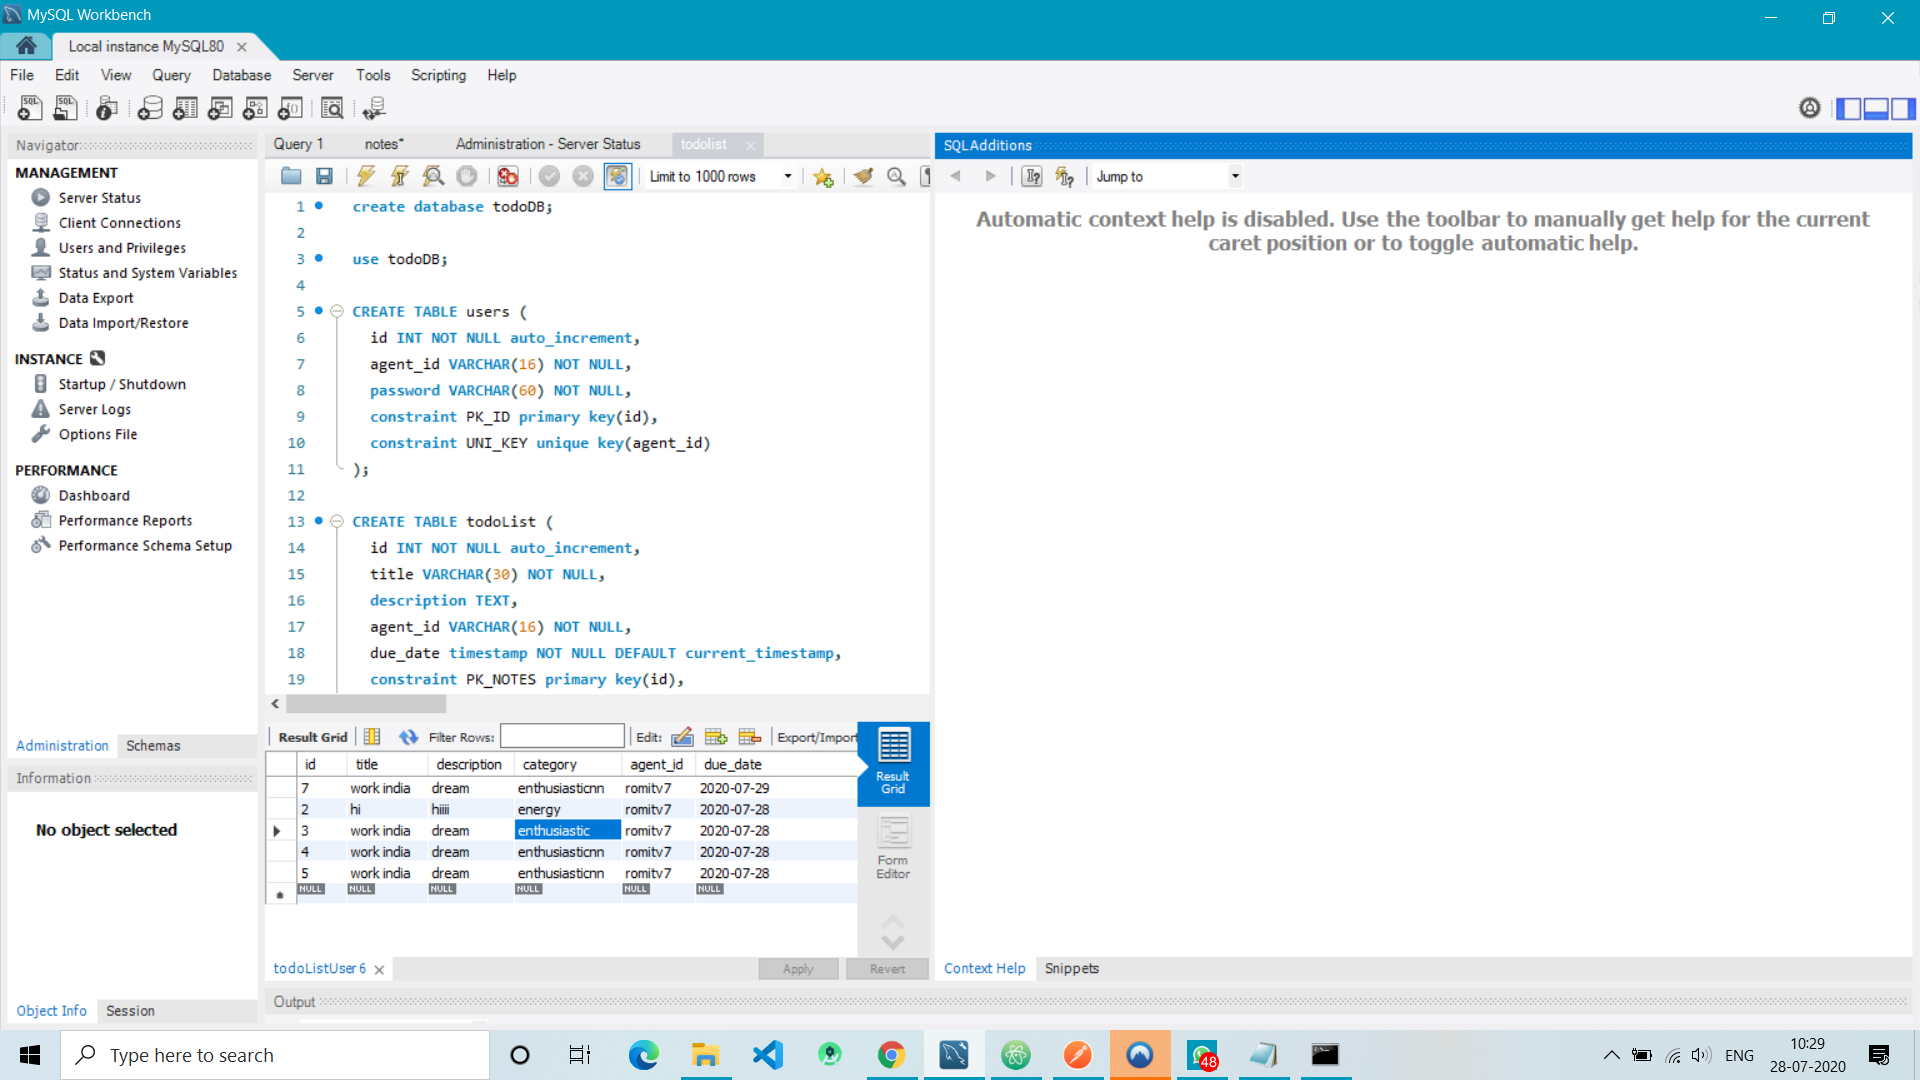 MySQL Workbench
Local instance MySQL80
File Edit View Query Database Server Tools Scripting Help
Navigator
MANAGEMENT
Server Status
Client Connections
Users and Privileges
Status and System Variables
Data Export
Data Import/Restore
INSTANCE
Startup / Shutdown
Server Logs
Options File
PERFORMANCE
Dashboard
Performance Reports
Performance Schema Setup
Administration Schemas
Information
No object selected
Object Info Session
Query 1 notes* Administration - Server Status todolist
Limit to 1000 rows
1 create database todoDB;
2
3 use todoDB;
4
5 CREATE TABLE users (
6 id INT NOT NULL auto_increment,
7 agent_id VARCHAR(16) NOT NULL,
8 password VARCHAR(60) NOT NULL,
9 constraint PK_ID primary key(id),
10 constraint UNI_KEY unique key(agent_id)
11 );
12
13 CREATE TABLE todoList (
14 id INT NOT NULL auto_increment,
15 title VARCHAR(30) NOT NULL,
16 description TEXT,
17 agent_id VARCHAR(16) NOT NULL,
18 due_date timestamp NOT NULL DEFAULT current_timestamp,
19 constraint PK_NOTES primary key(id),
Result Grid Filter Rows: Edit: Export/Import
id title description category agent_id due_date
7 work india dream enthusiasticnn romitv7 2020-07-29
2 hi hiiii energy romitv7 2020-07-28
3 work india dream enthusiastic romitv7 2020-07-28
4 work india dream enthusiasticnn romitv7 2020-07-28
5 work india dream enthusiasticnn romitv7 2020-07-28
NULL NULL NULL NULL NULL NULL
Result
Grid
Form
Editor
todoListUser 6 Apply Revert
Output
SQLAdditions
Jump to
Automatic context help is disabled. Use the toolbar to manually get help for the current
caret position or to toggle automatic help.
Context Help Snippets
Type here to search
48
ENG
10:29
28-07-2020